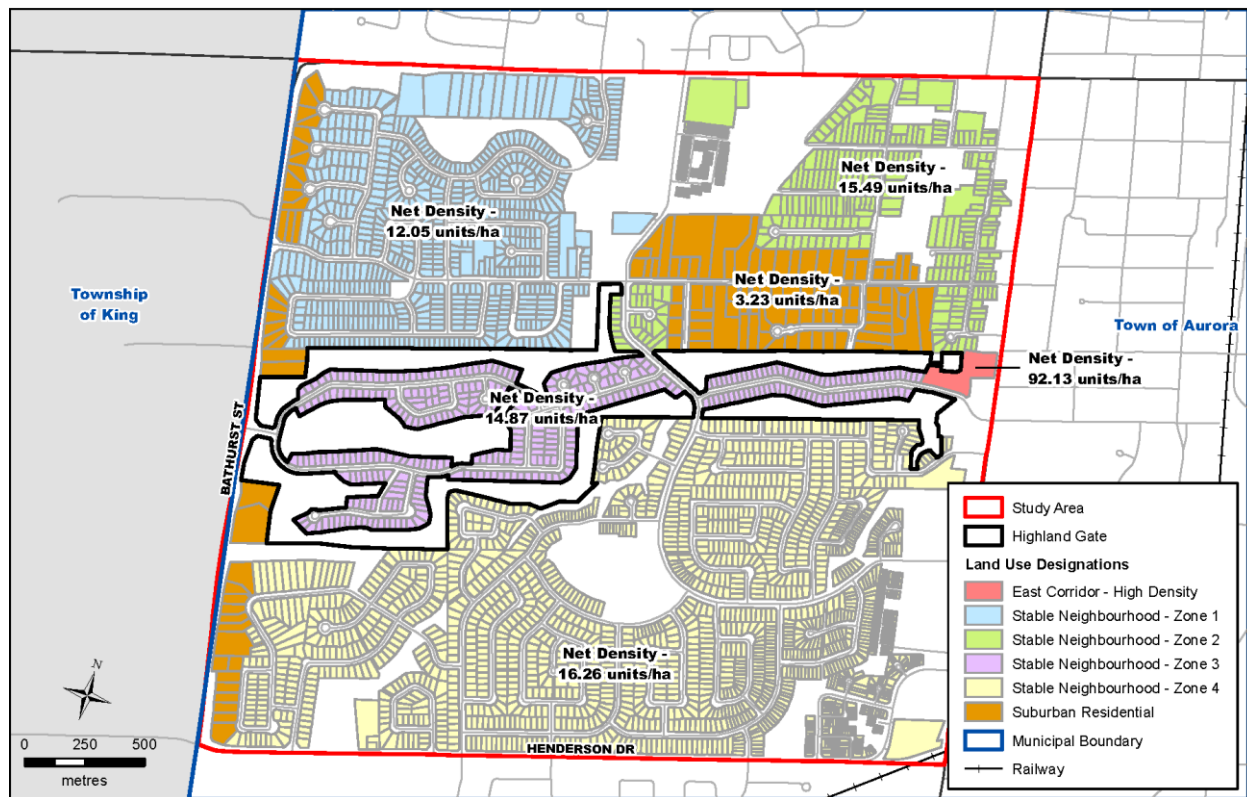 Net Density -
15.49 units/ha
Net Density -
12.05 units/ha
Township
of King
Net Density -
3.23 units/ha
Town of Aurora
Net Density -
92.13 units/ha
Net Density -
14.87 units/ha
BATHURST ST
Net Density -
16.26 units/ha
HENDERSON DR
N
0 250 500
metres
Study Area
Highland Gate
Land Use Designations
East Corridor - High Density
Stable Neighbourhood - Zone 1
Stable Neighbourhood - Zone 2
Stable Neighbourhood - Zone 3
Stable Neighbourhood - Zone 4
Suburban Residential
Municipal Boundary
Railway